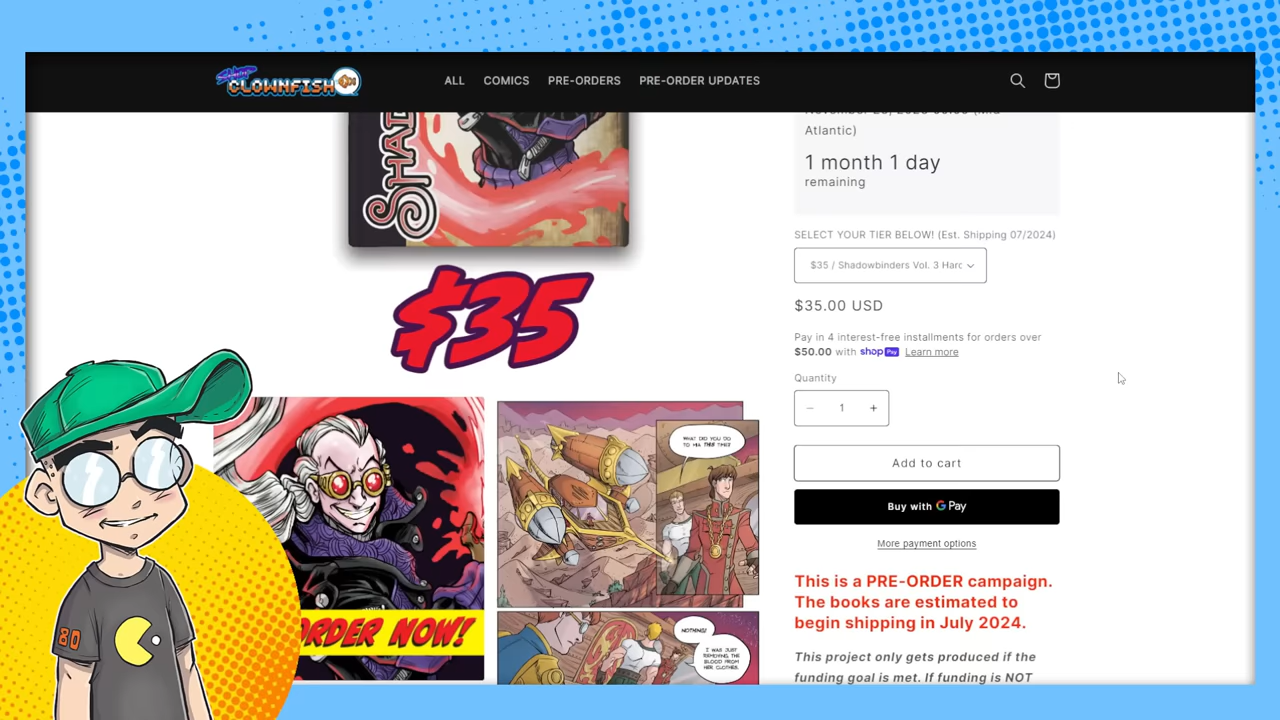 CLOWNFISH
ALL
COMICS
PRE-ORDERS
PRE-ORDER UPDATES
Atlantic)
1 month 1 day
remaining
SELECT YOUR TIER BELOW! (Est. Shipping 07/2024)
$35 / Shadowbinders Vol. 3 Harc
$35.00 USD
Pay in 4 interest-free installments for orders over
$50.00 with shop Pay Learn more
Quantity
− 1 +
Add to cart
Buy with G Pay
More payment options
This is a PRE-ORDER campaign.
The books are estimated to
begin shipping in July 2024.
This project only gets produced if the
funding goal is met. If funding is NOT
SHAD
$35
ORDER NOW!
WHAT DID YOU DO
TO HIA THIS TIME?
NOTHING!
I WAS JUST
REMOVING THE
BLOOD FROM
HER CLOTHES.
80